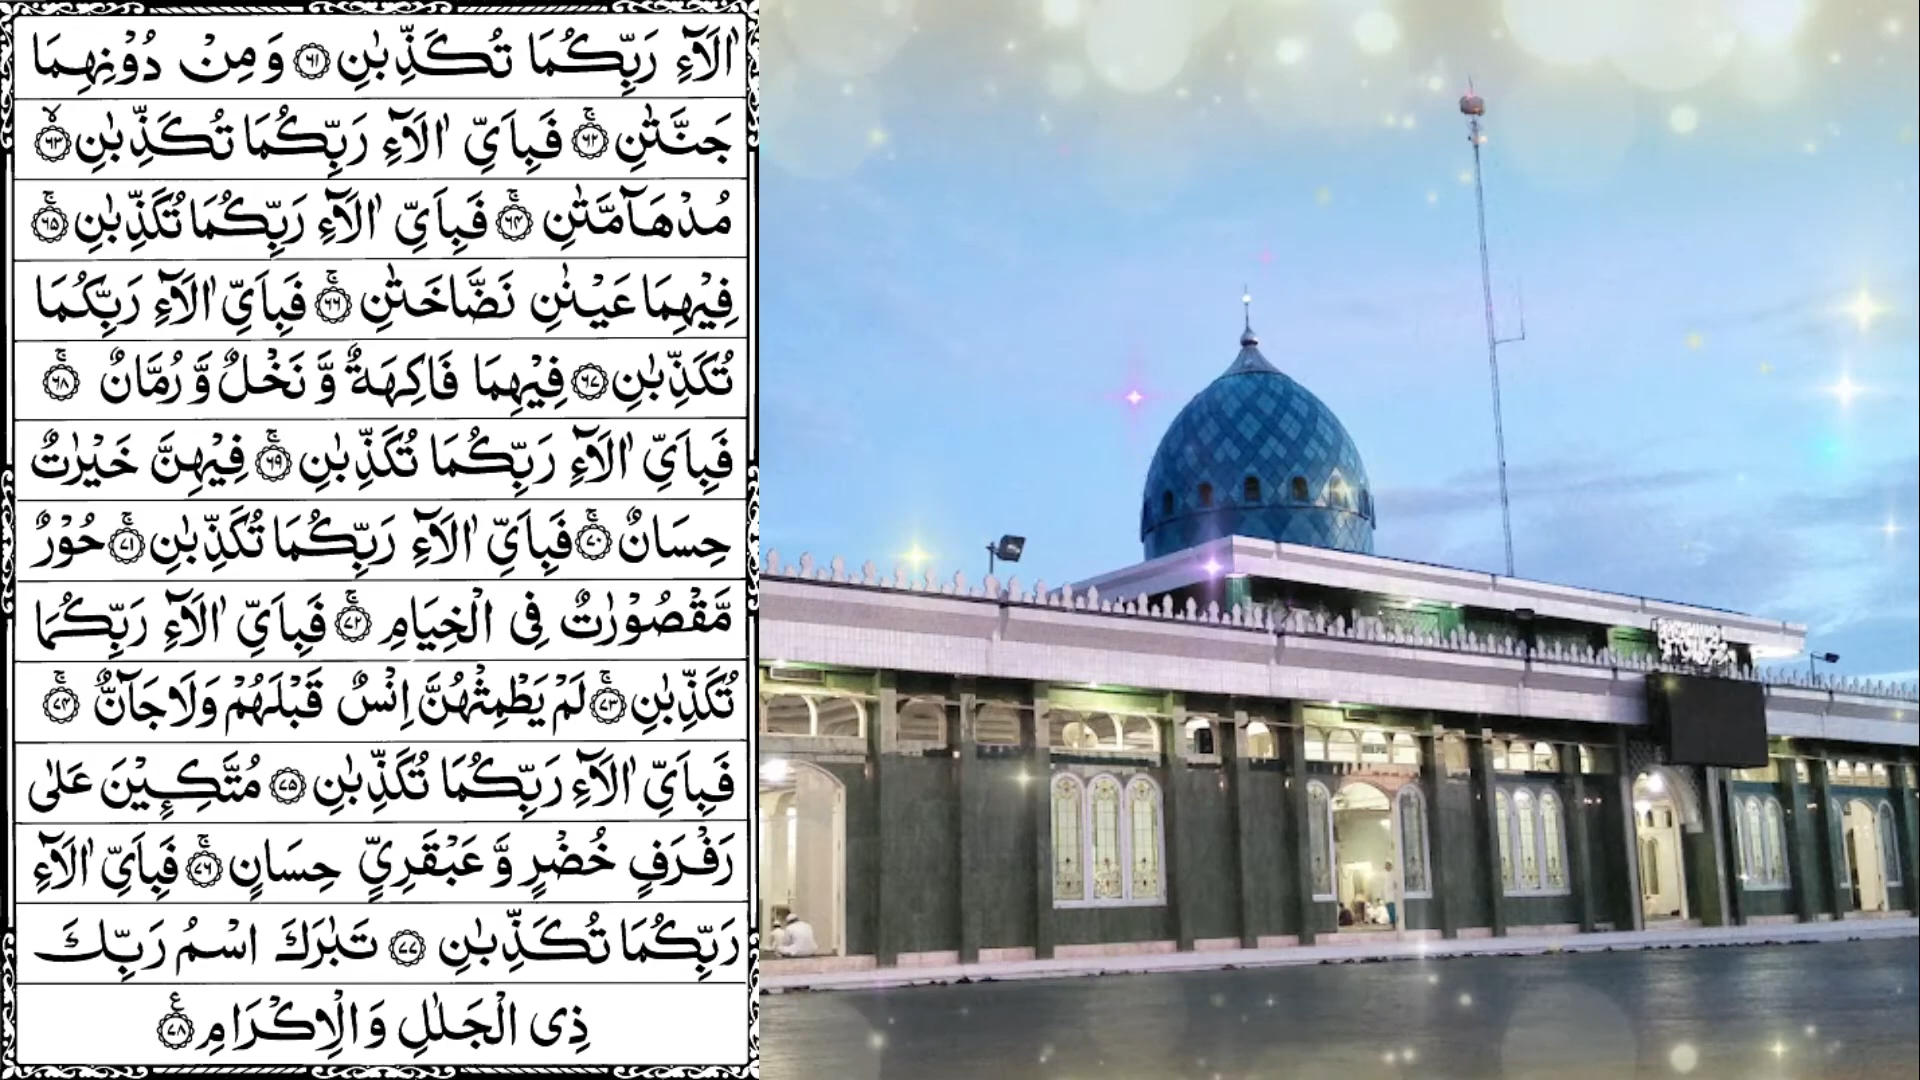 اٰلَآءِ رَبِّكُمَا تُكَذِّبٰنِ ۝٦١ وَمِنْ دُوْنِهِمَا
جَنَّتٰنِ ۝٦٢ۚ فَبِاَيِّ اٰلَآءِ رَبِّكُمَا تُكَذِّبٰنِ ۝٦٣ۙ
مُدْهَآمَّتٰنِ ۝٦٤ۚ فَبِاَيِّ اٰلَآءِ رَبِّكُمَا تُكَذِّبٰنِ ۝٦٥ۚ
فِيْهِمَا عَيْنٰنِ نَضَّاخَتٰنِ ۝٦٦ۚ فَبِاَيِّ اٰلَآءِ رَبِّكُمَا
تُكَذِّبٰنِ ۝٦٧ فِيْهِمَا فَاكِهَةٌ وَّ نَخْلٌ وَّ رُمَّانٌ ۝٦٨ۚ
فَبِاَيِّ اٰلَآءِ رَبِّكُمَا تُكَذِّبٰنِ ۝٦٩ۚ فِيْهِنَّ خَيْرٰتٌ
حِسَانٌ ۝٧٠ۚ فَبِاَيِّ اٰلَآءِ رَبِّكُمَا تُكَذِّبٰنِ ۝٧١ۚ حُوْرٌ
مَّقْصُوْرٰتٌ فِى الْخِيَامِ ۝٧٢ۚ فَبِاَيِّ اٰلَآءِ رَبِّكُمَا
تُكَذِّبٰنِ ۝٧٣ۚ لَمْ يَطْمِثْهُنَّ اِنْسٌ قَبْلَهُمْ وَلَا جَآنٌّ ۝٧٤ۚ
فَبِاَيِّ اٰلَآءِ رَبِّكُمَا تُكَذِّبٰنِ ۝٧٥ مُتَّكِـِٕيْنَ عَلٰى
رَفْرَفٍ خُضْرٍ وَّ عَبْقَرِيٍّ حِسَانٍ ۝٧٦ۚ فَبِاَيِّ اٰلَآءِ
رَبِّكُمَا تُكَذِّبٰنِ ۝٧٧ تَبٰرَكَ اسْمُ رَبِّكَ
ذِى الْجَلٰلِ وَالْاِكْرَامِ ۝٧٨